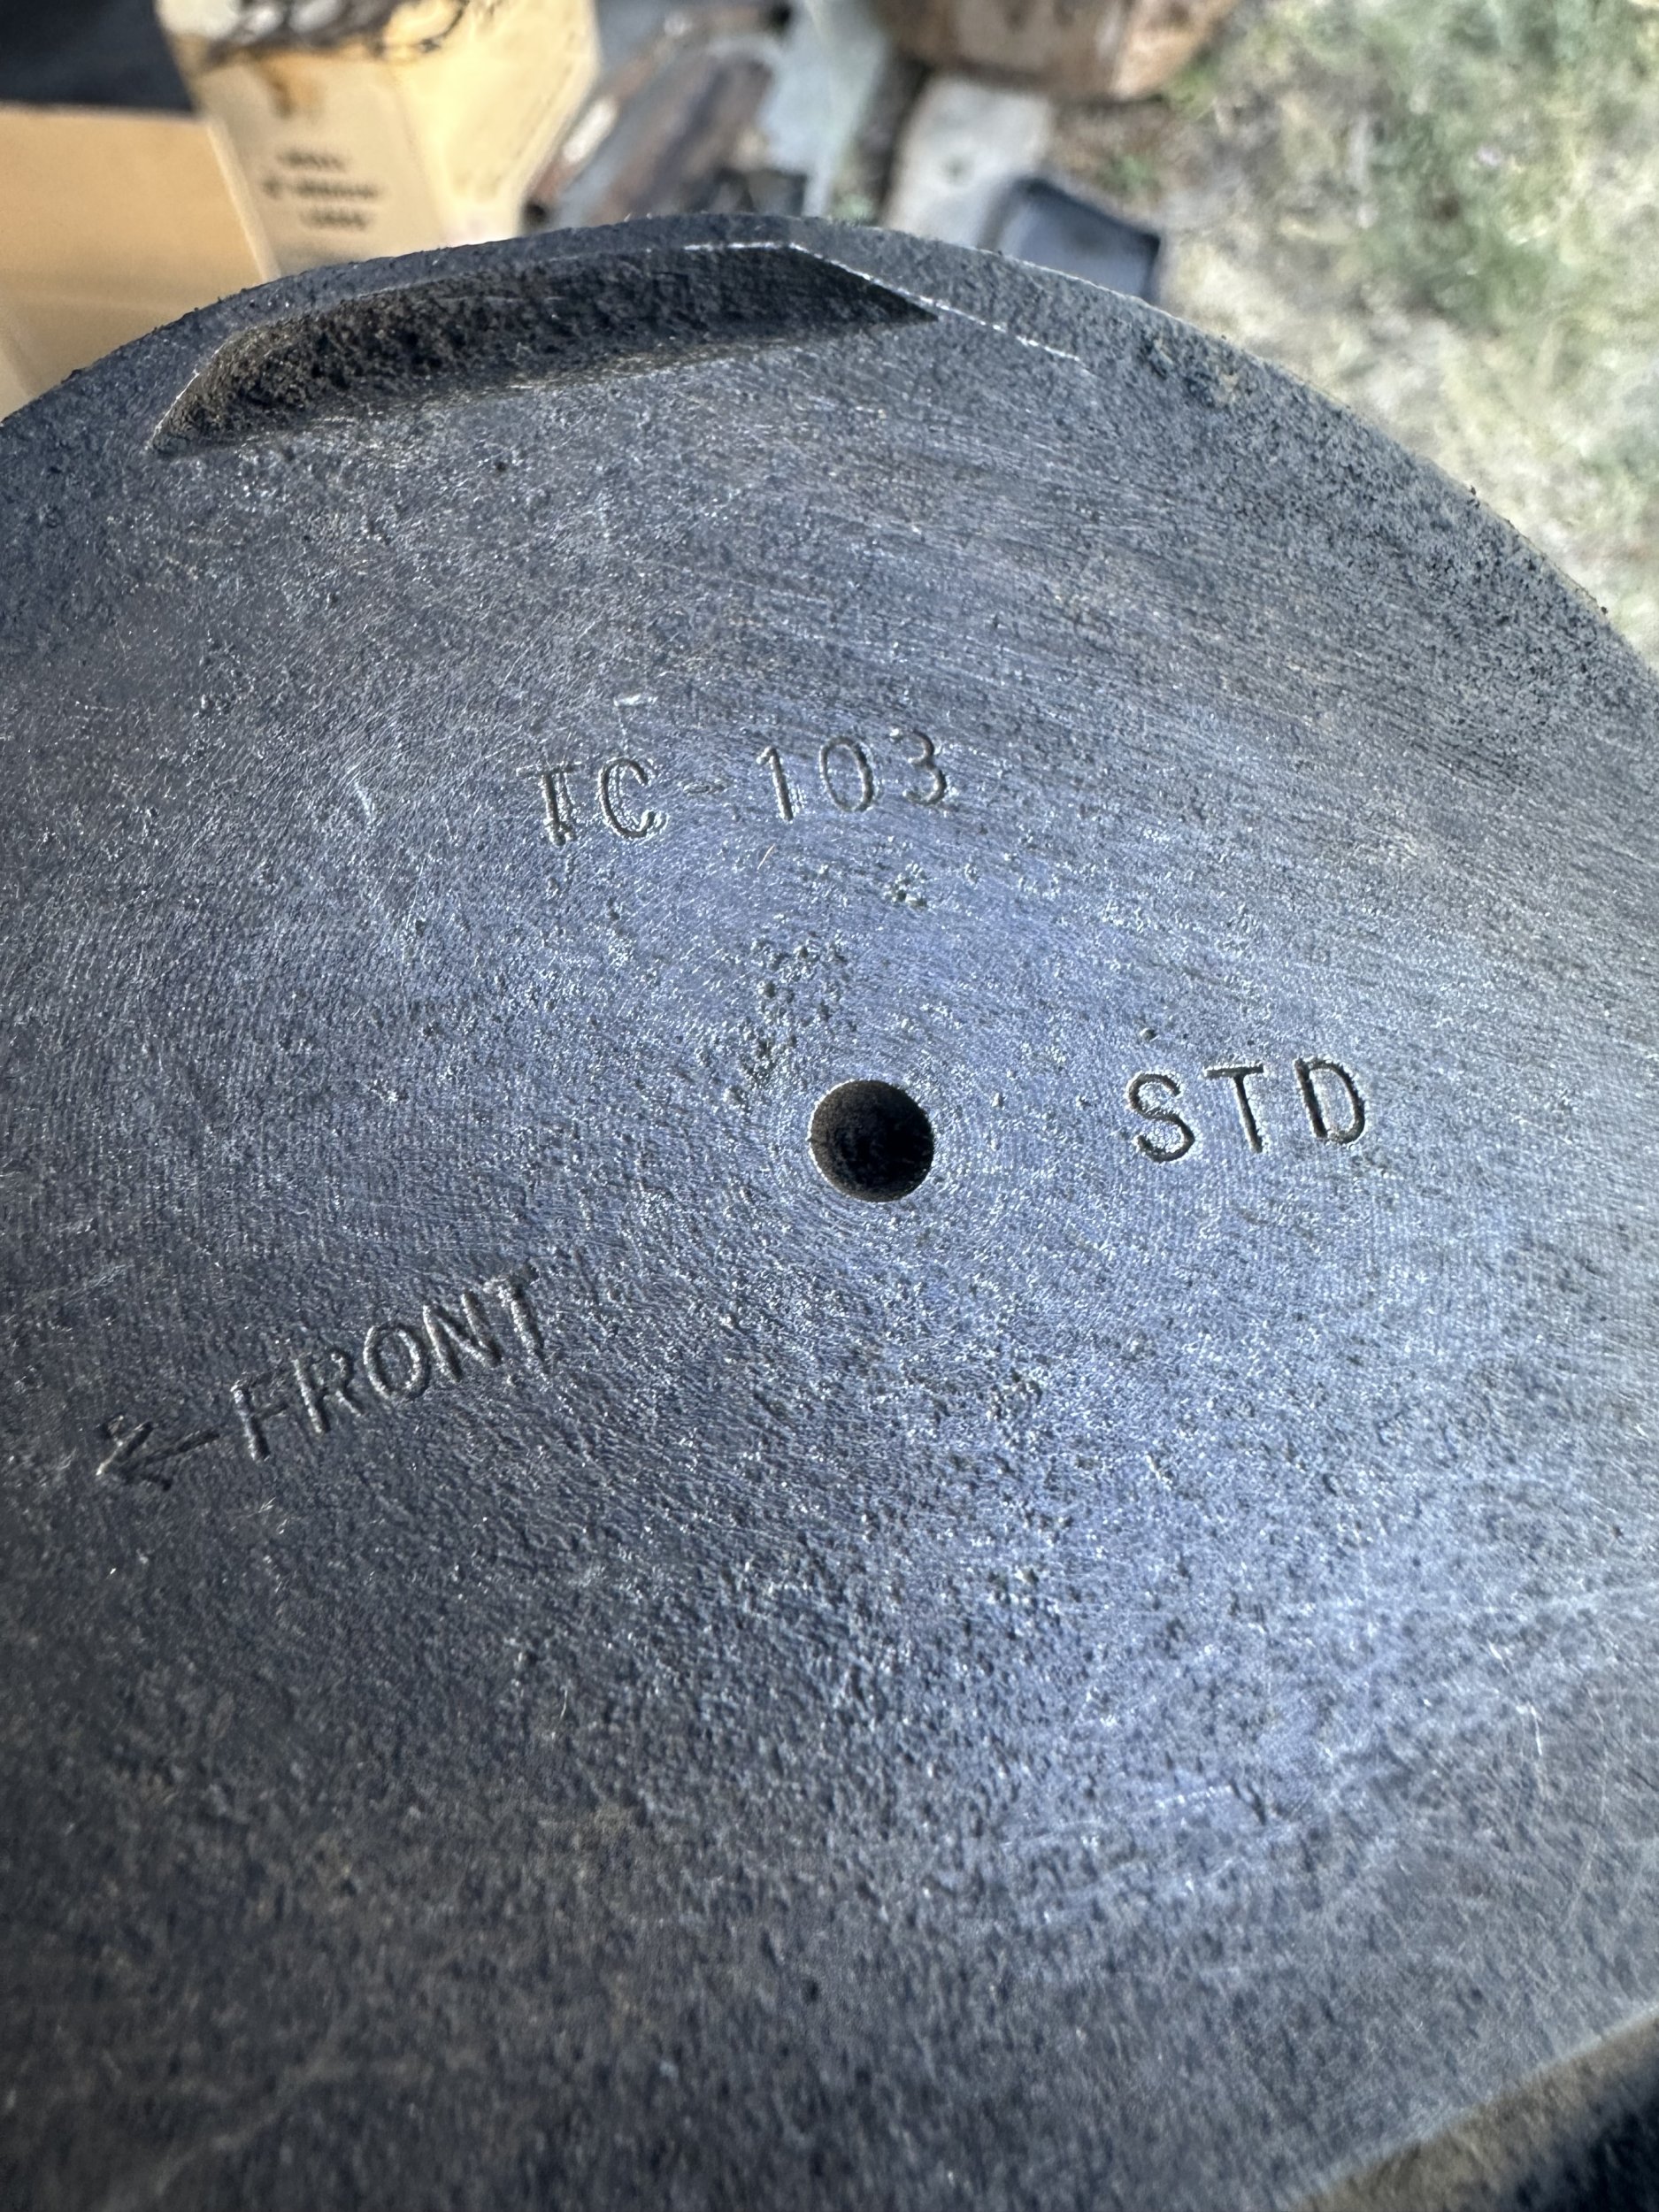 TC-103
STD
←FRONT